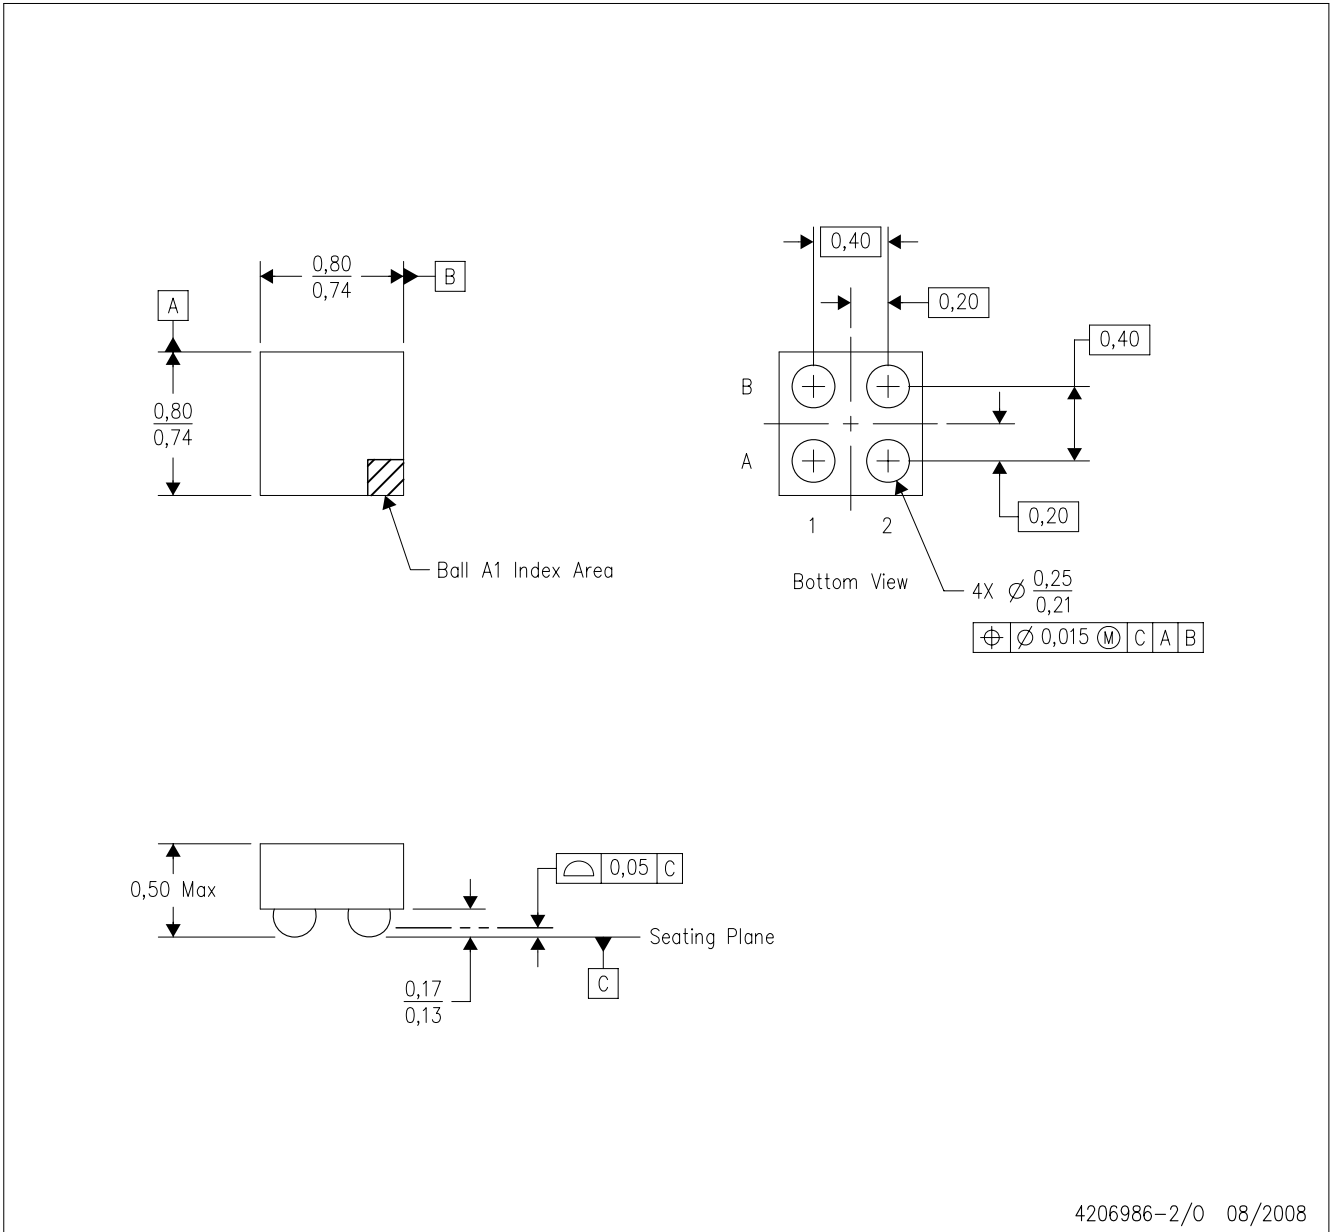 0,80
0,74
B
A
0,80
0,74
Ball A1 Index Area
0,40
0,20
0,40
B
A
1 2
0,20
Bottom View
4X Ø 0,25
0,21
⌖ Ø 0,015 Ⓜ C A B
0,50 Max
⌓ 0,05 C
Seating Plane
C
0,17
0,13
4206986-2/O 08/2008